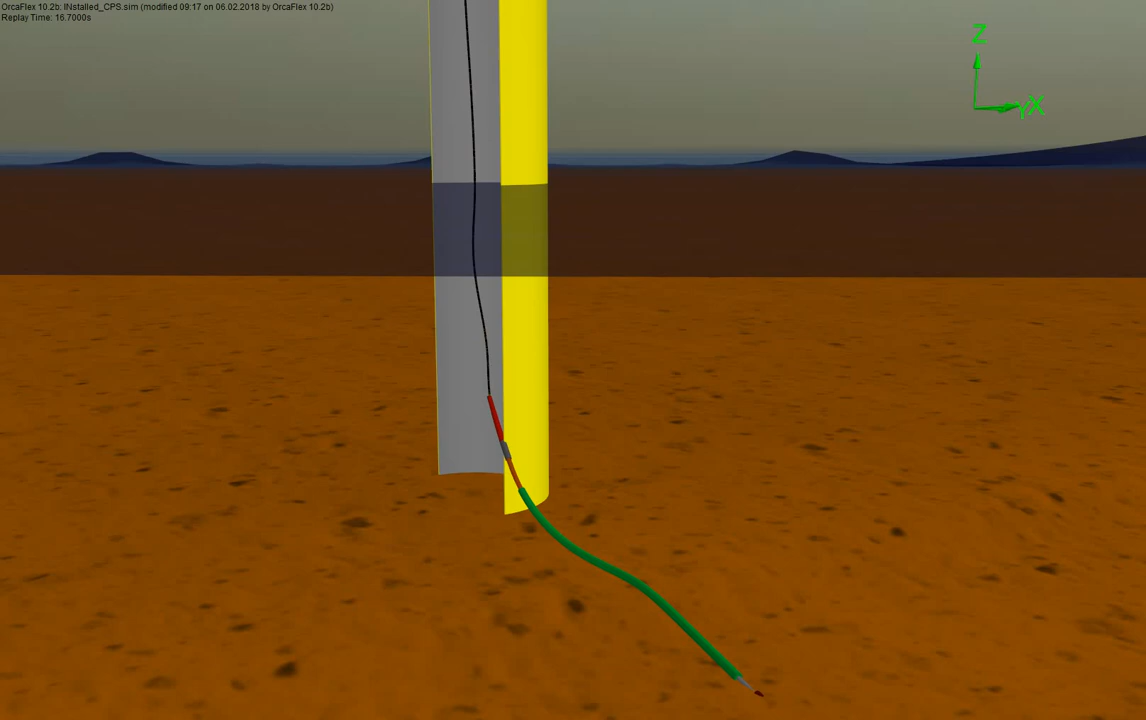 OrcaFlex 10.2b: INstalled_CPS.sim (modified 09:17 on 06.02.2018 by OrcaFlex 10.2b)
Replay Time: 16.7000s
Z
YX